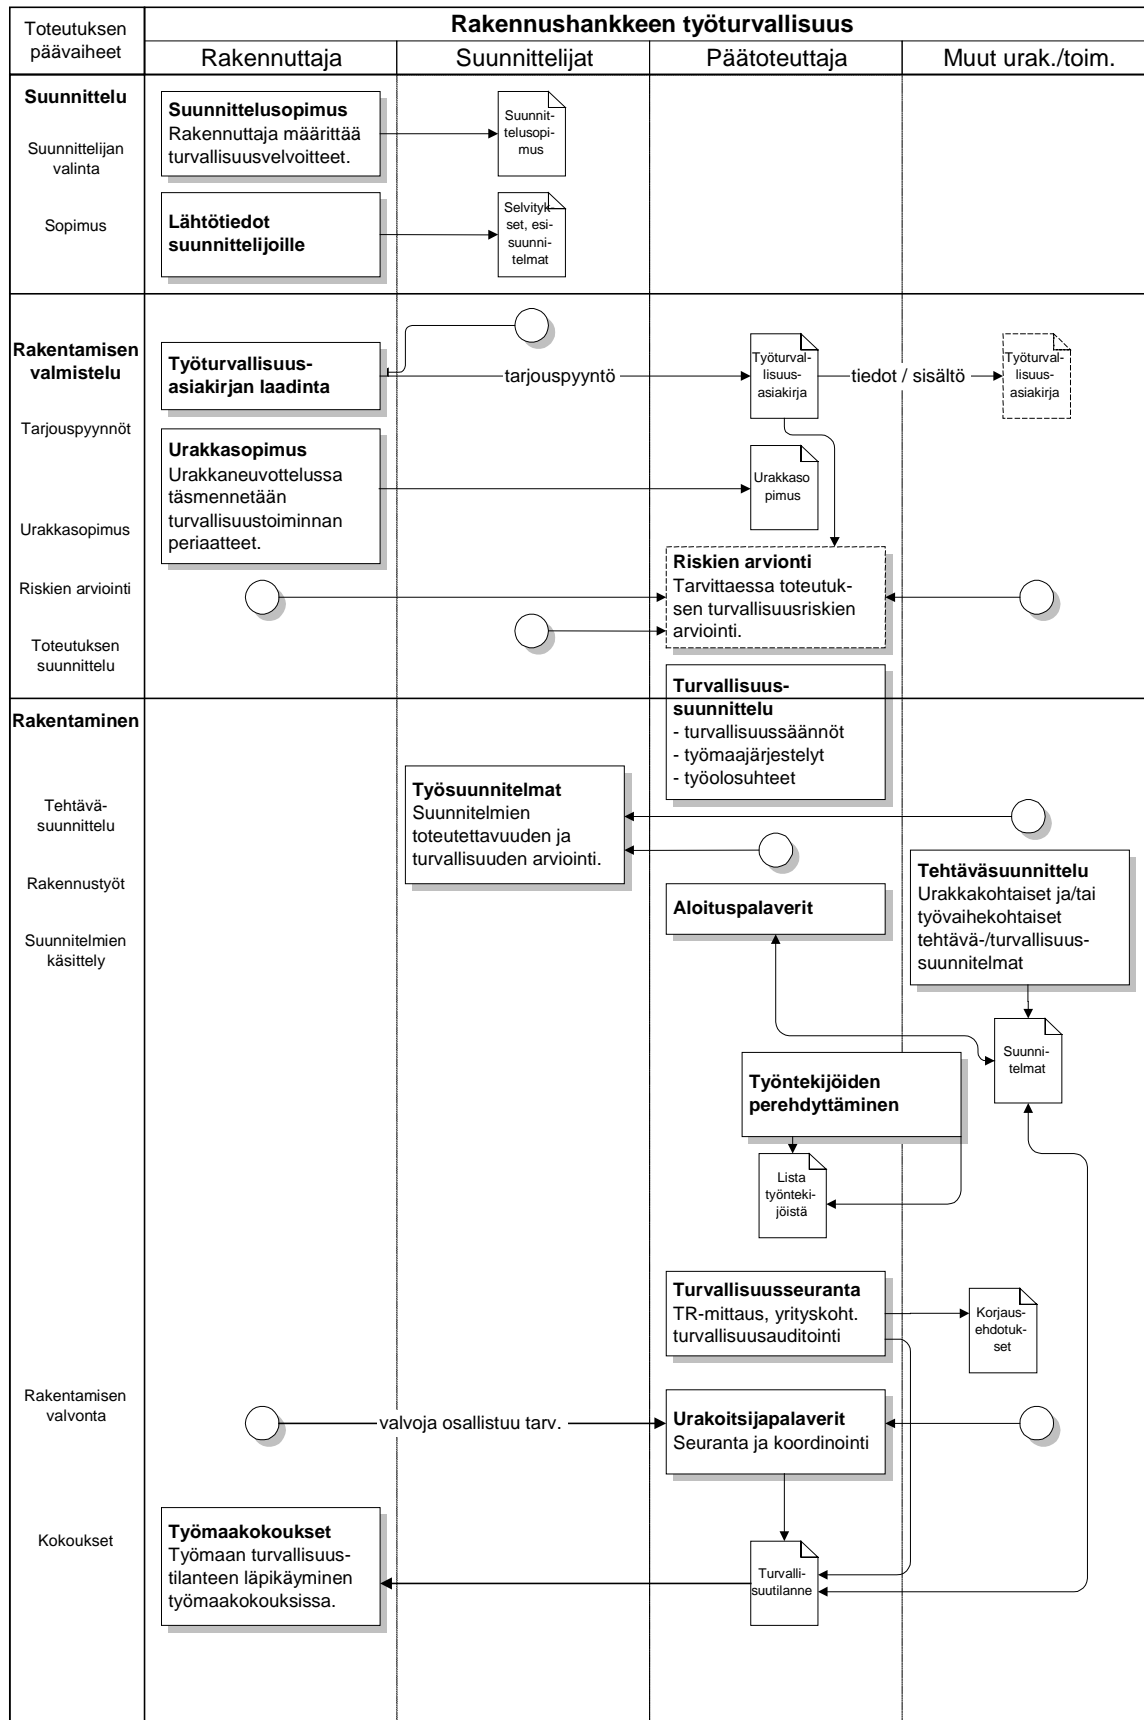 Toteutuksen
päävaiheet
Rakennushankkeen työturvallisuus
Rakennuttaja
Suunnittelijat
Päätoteuttaja
Muut urak./toim.
Suunnittelu
Suunnittelijan
valinta
Sopimus
Suunnittelusopimus
Rakennuttaja määrittää
turvallisuusvelvoitteet.
Suunnit-
telusopi-
mus
Lähtötiedot
suunnittelijoille
Selvityk-
set, esi-
suunni-
telmat
Rakentamisen
valmistelu
Tarjouspyynnöt
Urakkasopimus
Riskien arviointi
Toteutuksen
suunnittelu
Työturvallisuus-
asiakirjan laadinta
tarjouspyyntö
Työturval-
lisuus-
asiakirja
tiedot / sisältö
Työturval-
lisuus-
asiakirja
Urakkasopimus
Urakkaneuvottelussa
täsmennetään
turvallisuustoiminnan
periaatteet.
Urakkaso
pimus
Riskien arvionti
Tarvittaessa toteutuk-
sen turvallisuusriskien
arviointi.
Turvallisuus-
suunnittelu
- turvallisuussäännöt
- työmaajärjestelyt
- työolosuhteet
Rakentaminen
Tehtävä-
suunnittelu
Rakennustyöt
Suunnitelmien
käsittely
Rakentamisen
valvonta
Kokoukset
Työsuunnitelmat
Suunnitelmien
toteutettavuuden ja
turvallisuuden arviointi.
Aloituspalaverit
Tehtäväsuunnittelu
Urakkakohtaiset ja/tai
työvaihekohtaiset
tehtävä-/turvallisuus-
suunnitelmat
Suunni-
telmat
Työntekijöiden
perehdyttäminen
Lista
työnteki-
jöistä
Turvallisuusseuranta
TR-mittaus, yrityskoht.
turvallisuusauditointi
Korjaus-
ehdotuk-
set
valvoja osallistuu tarv.
Urakoitsijapalaverit
Seuranta ja koordinointi
Työmaakokoukset
Työmaan turvallisuus-
tilanteen läpikäyminen
työmaakokouksissa.
Turvalli-
suutilanne